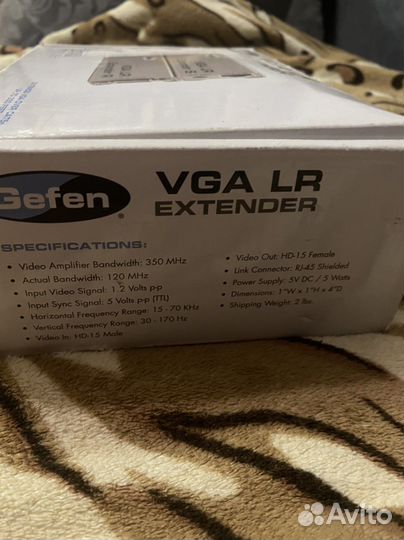 Gefen®
VGA LR
EXTENDER
SPECIFICATIONS:
• Video Amplifier Bandwidth: 350 MHz
• Actual Bandwidth: 120 MHz
• Input Video Signal: 1.2 Volts p-p
• Input Sync Signal: 5 Volts p-p (TTL)
• Horizontal Frequency Range: 15 - 70 KHz
• Vertical Frequency Range: 30 - 170 Hz
• Video In: HD-15 Male
• Video Out: HD-15 Female
• Link Connector: RJ-45 Shielded
• Power Supply: 5V DC / 5 Watts
• Dimensions: 1"W x 1"H x 4"D
• Shipping Weight: 2 lbs.
Avito